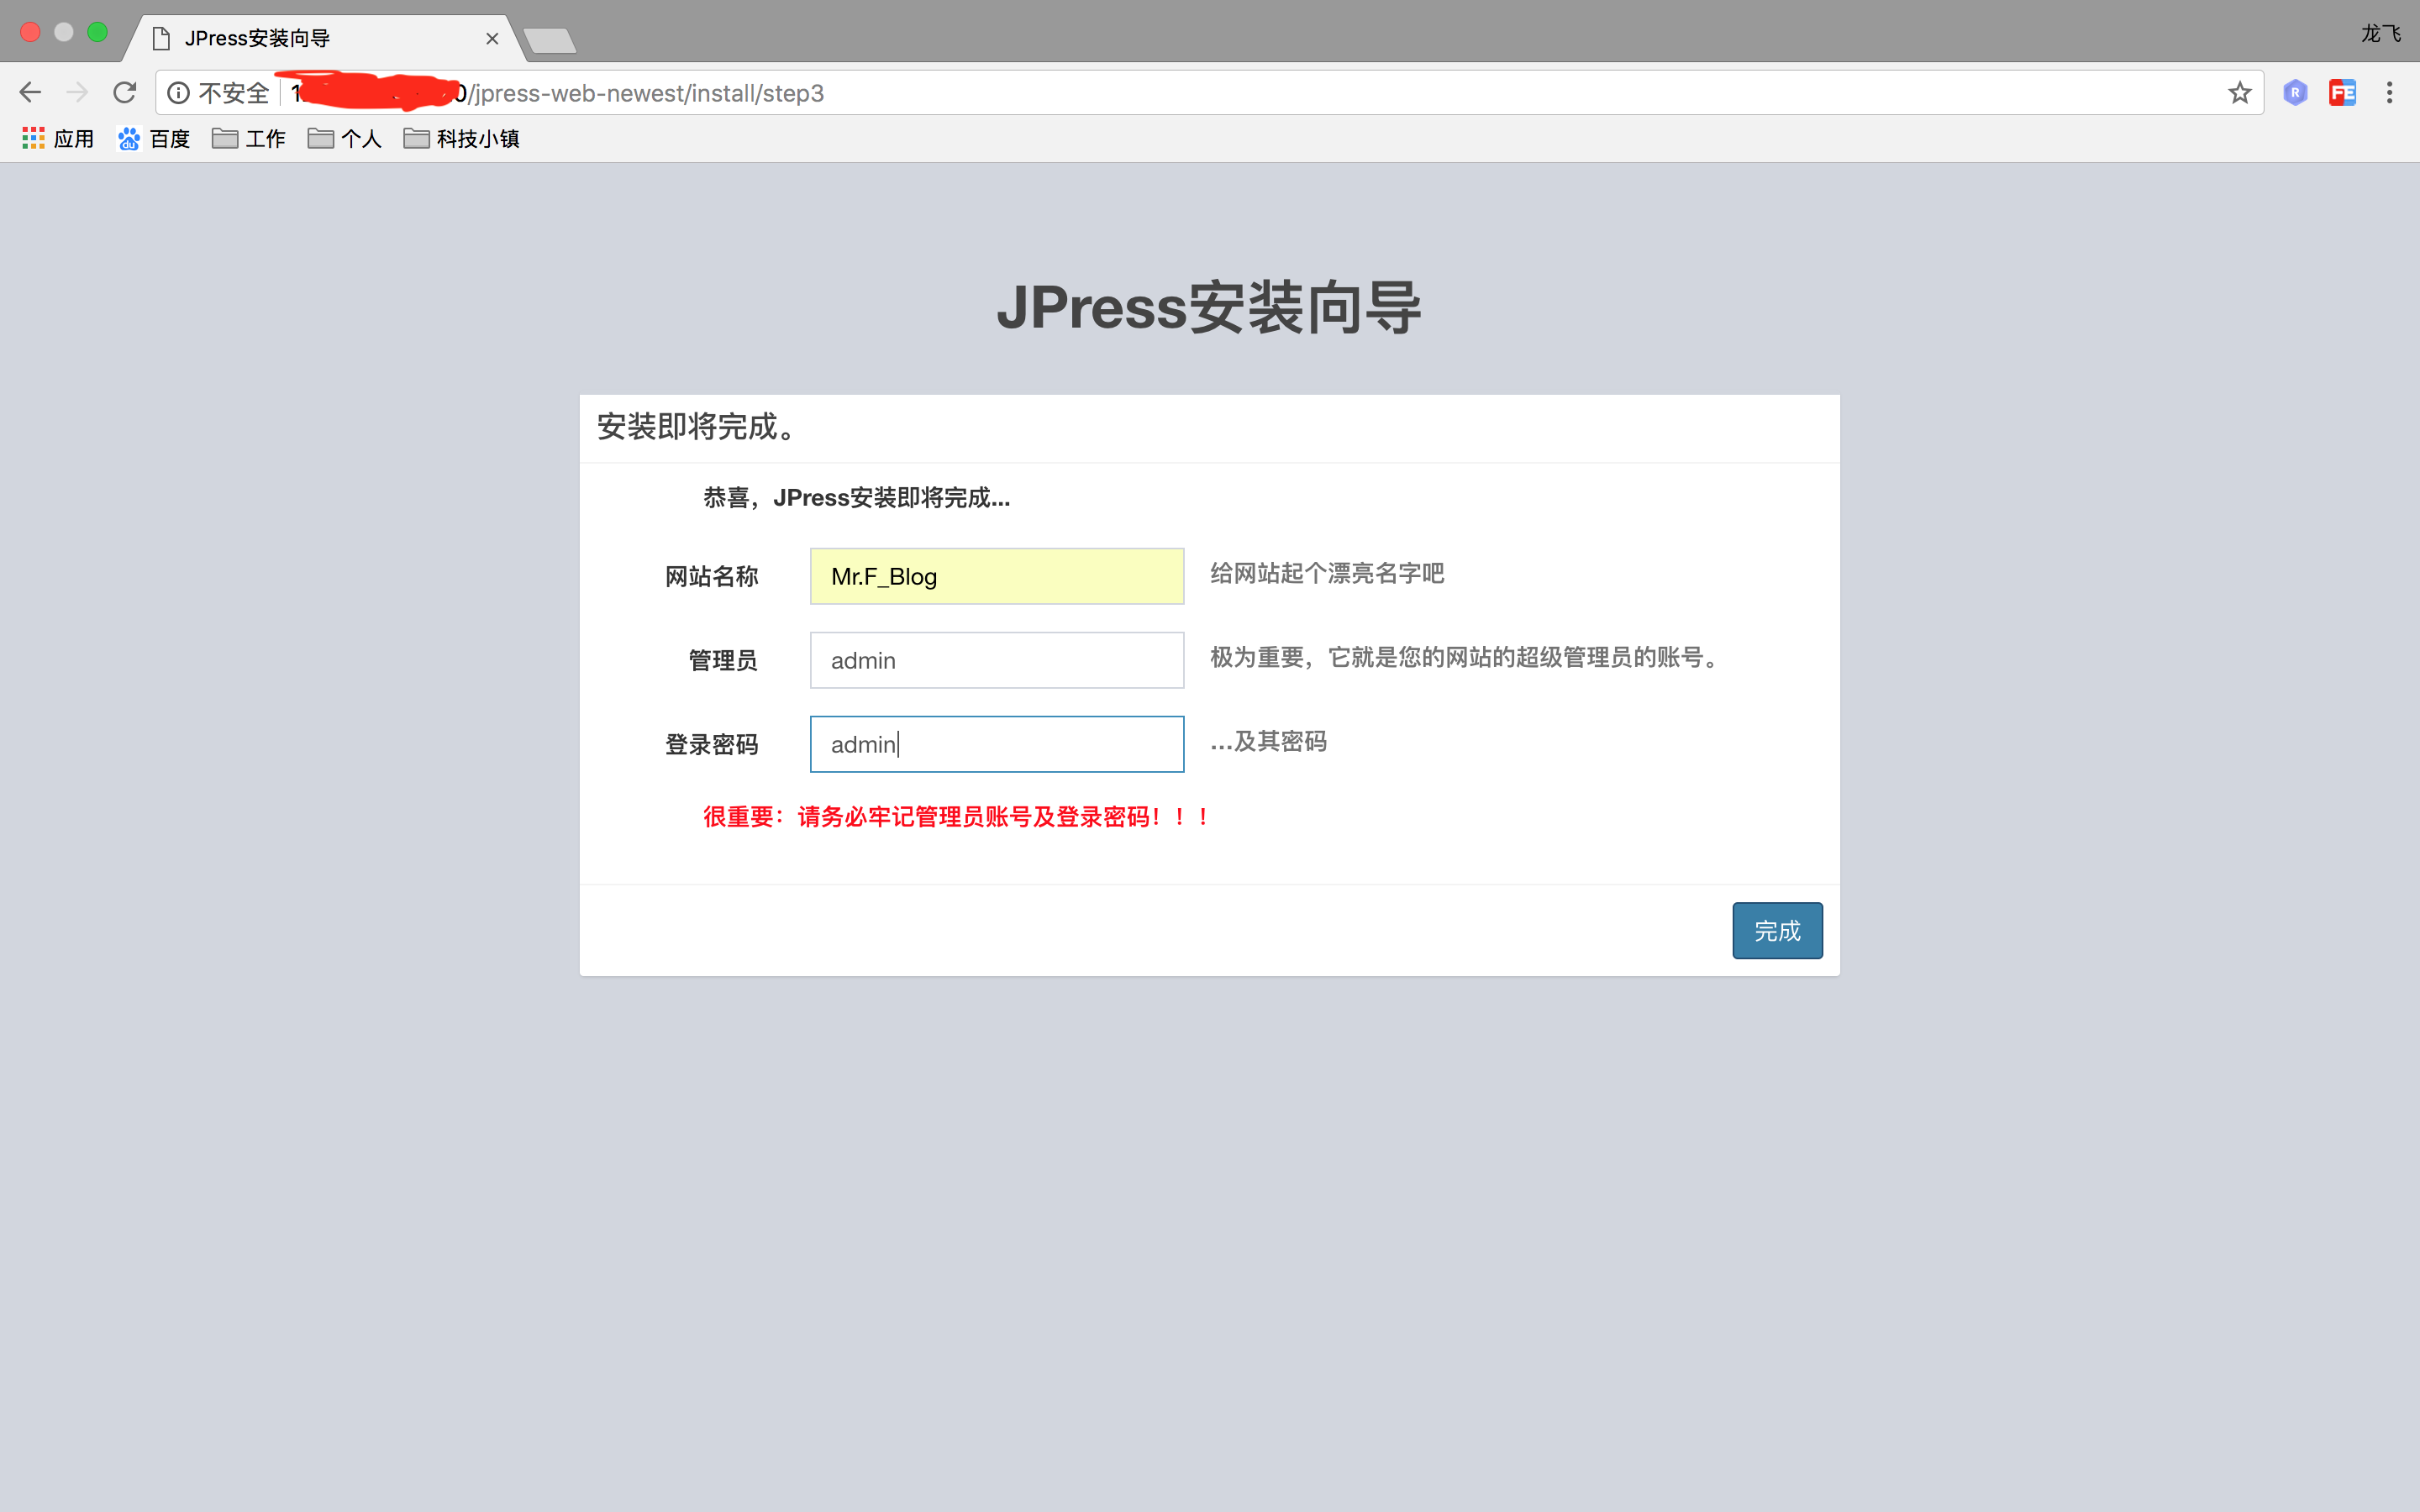 JPress安装向导
龙飞
不安全 /jpress-web-newest/install/step3
应用 百度 工作 个人 科技小镇
JPress安装向导
安装即将完成。
恭喜，JPress安装即将完成...
网站名称 Mr.F_Blog 给网站起个漂亮名字吧
管理员 admin 极为重要，它就是您的网站的超级管理员的账号。
登录密码 admin ...及其密码
很重要：请务必牢记管理员账号及登录密码！！！
完成